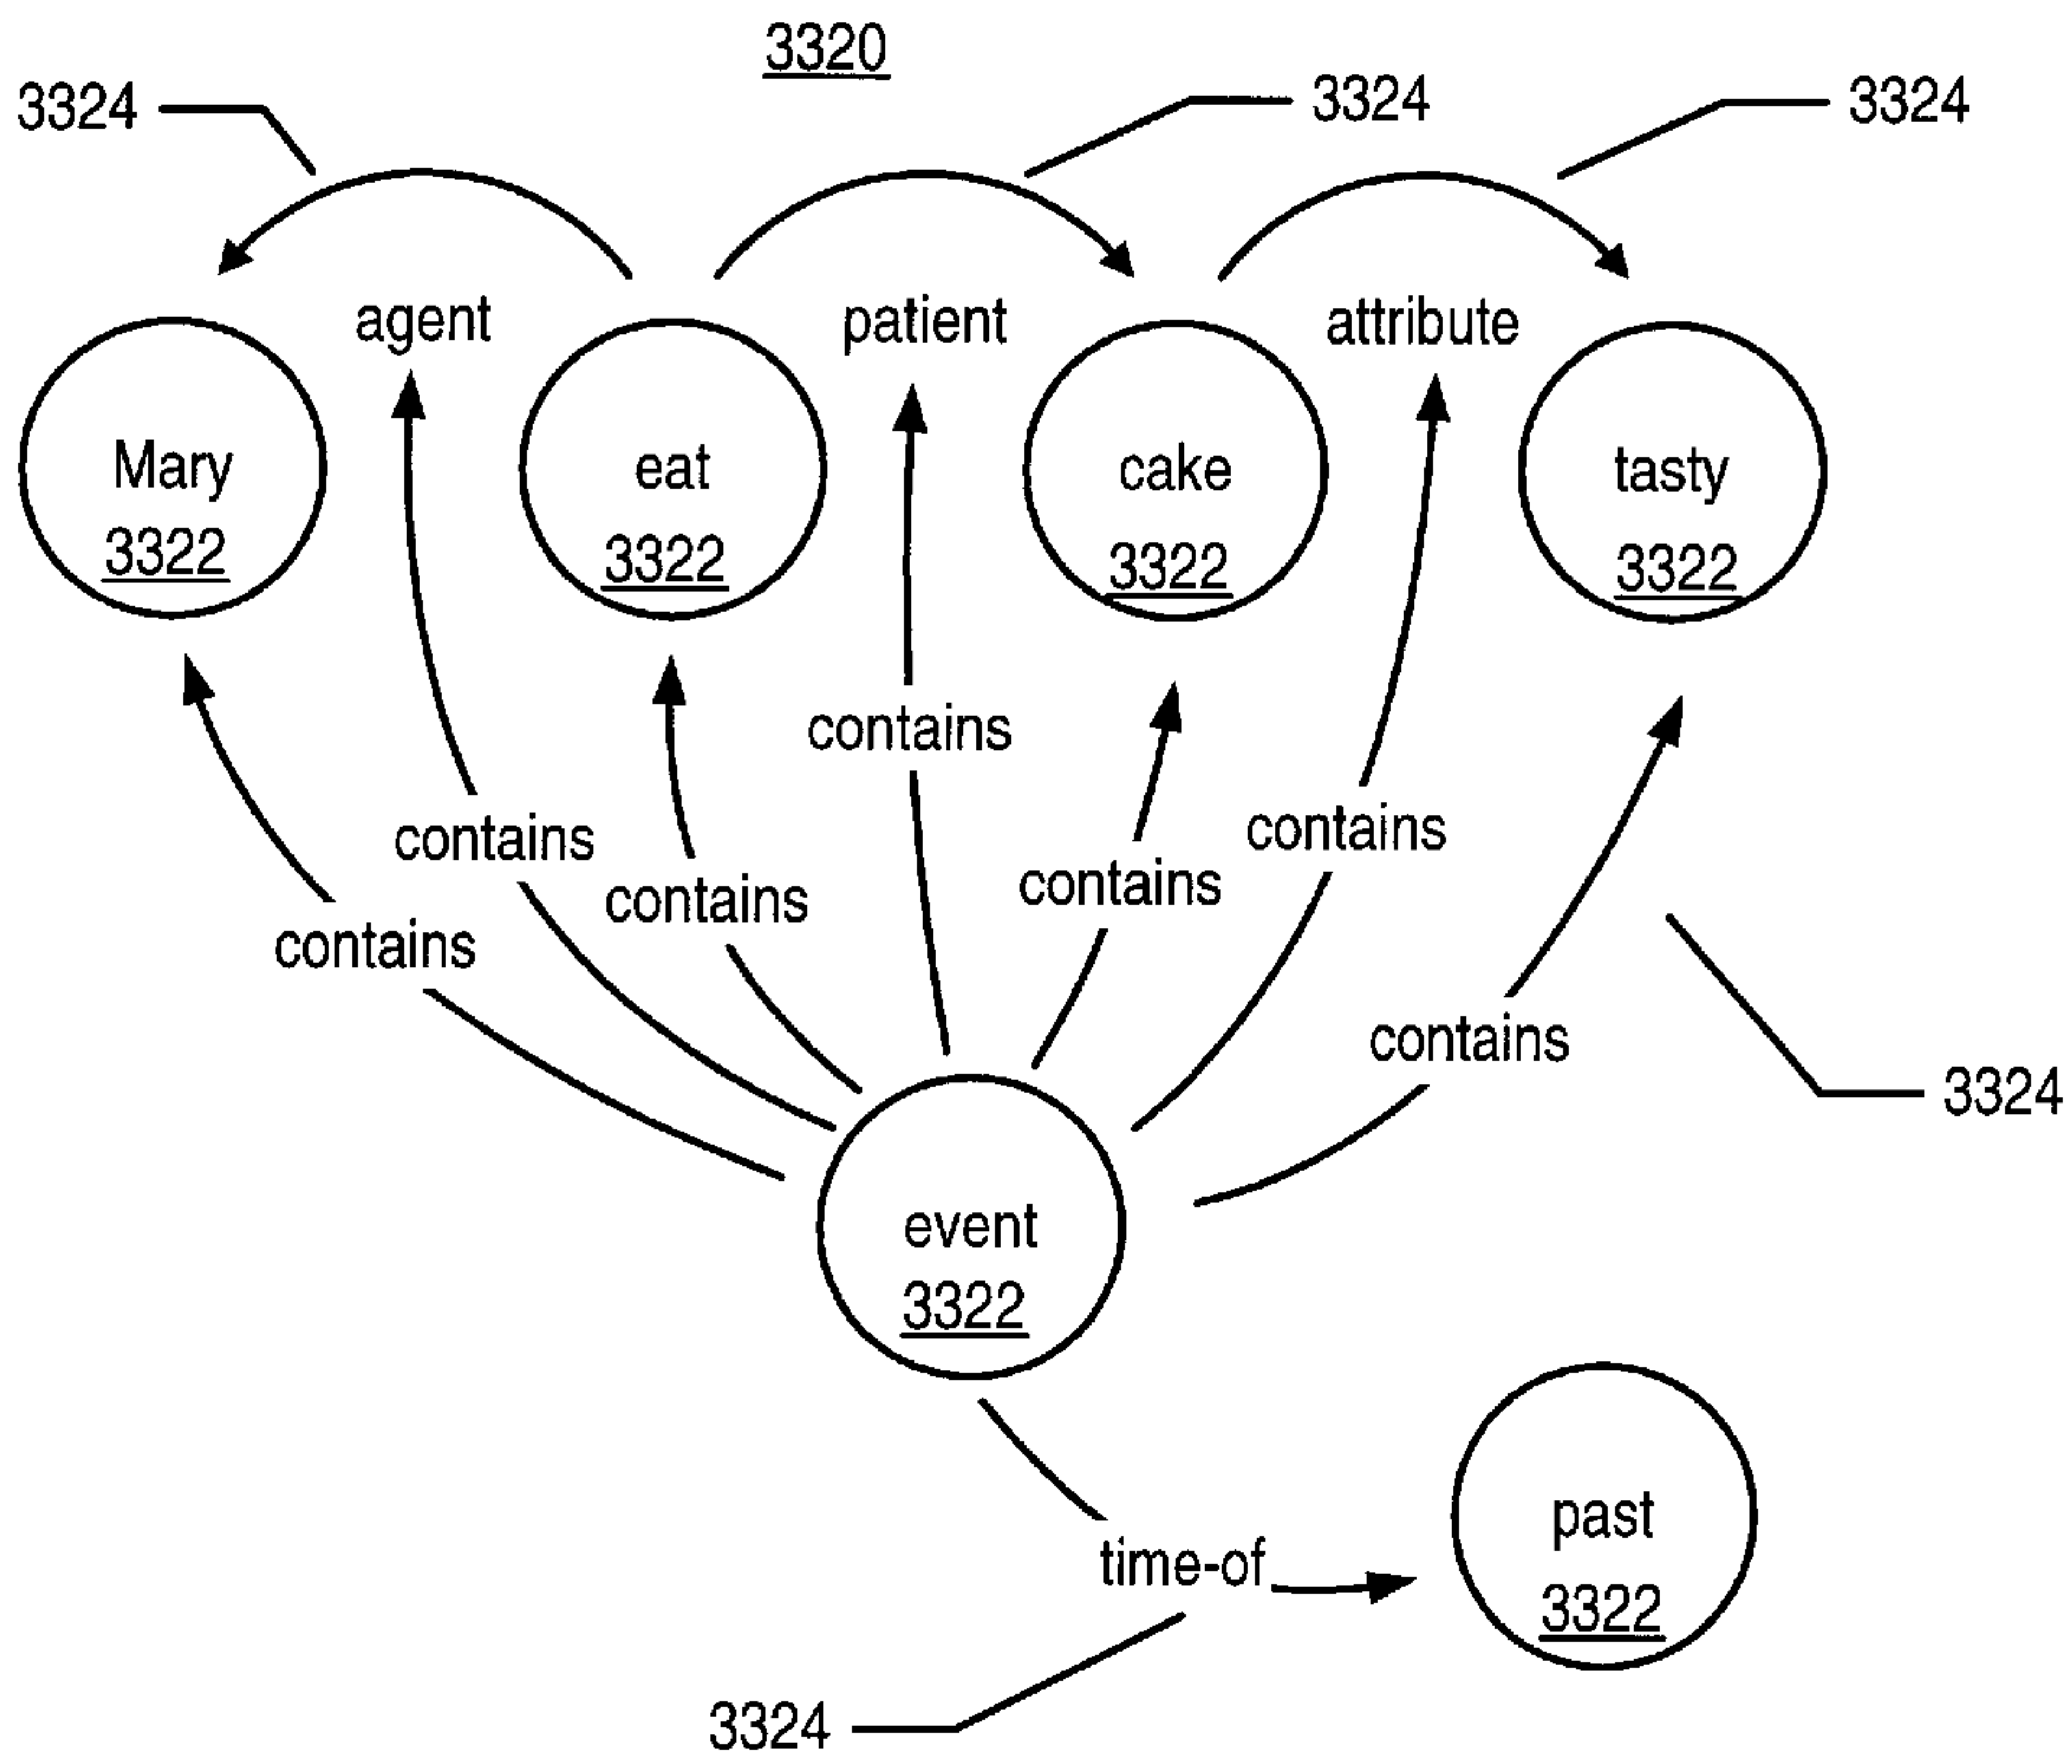 3320
3324
3324
3324
agent
patient
attribute
Mary
3322
eat
3322
cake
3322
tasty
3322
contains
contains
contains
contains
contains
contains
contains
3324
event
3322
time-of
past
3322
3324